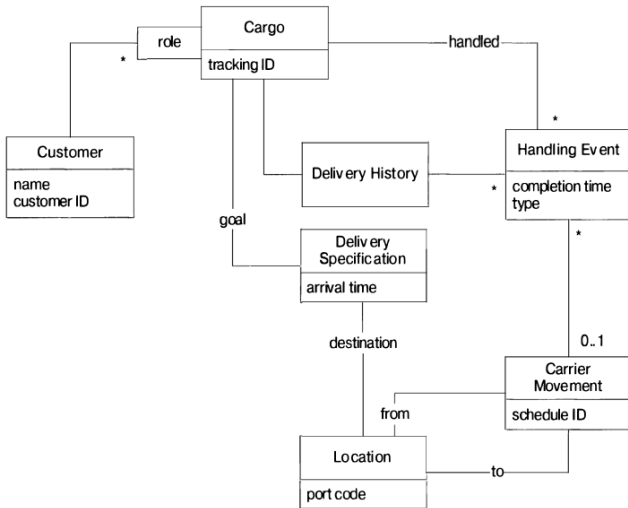 Cargo
role
handled
tracking ID
*
*
Customer
Handling Event
Delivery History
name
customer ID
*
completion time
type
goal
Delivery
Specification
*
arrival time
destination
0..1
Carrier
Movement
from
schedule ID
Location
to
port code